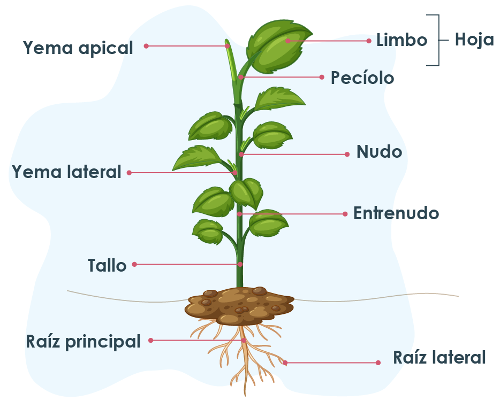 Yema apical
Limbo
Hoja
Pecíolo
Nudo
Yema lateral
Entrenudo
Tallo
Raíz principal
Raíz lateral